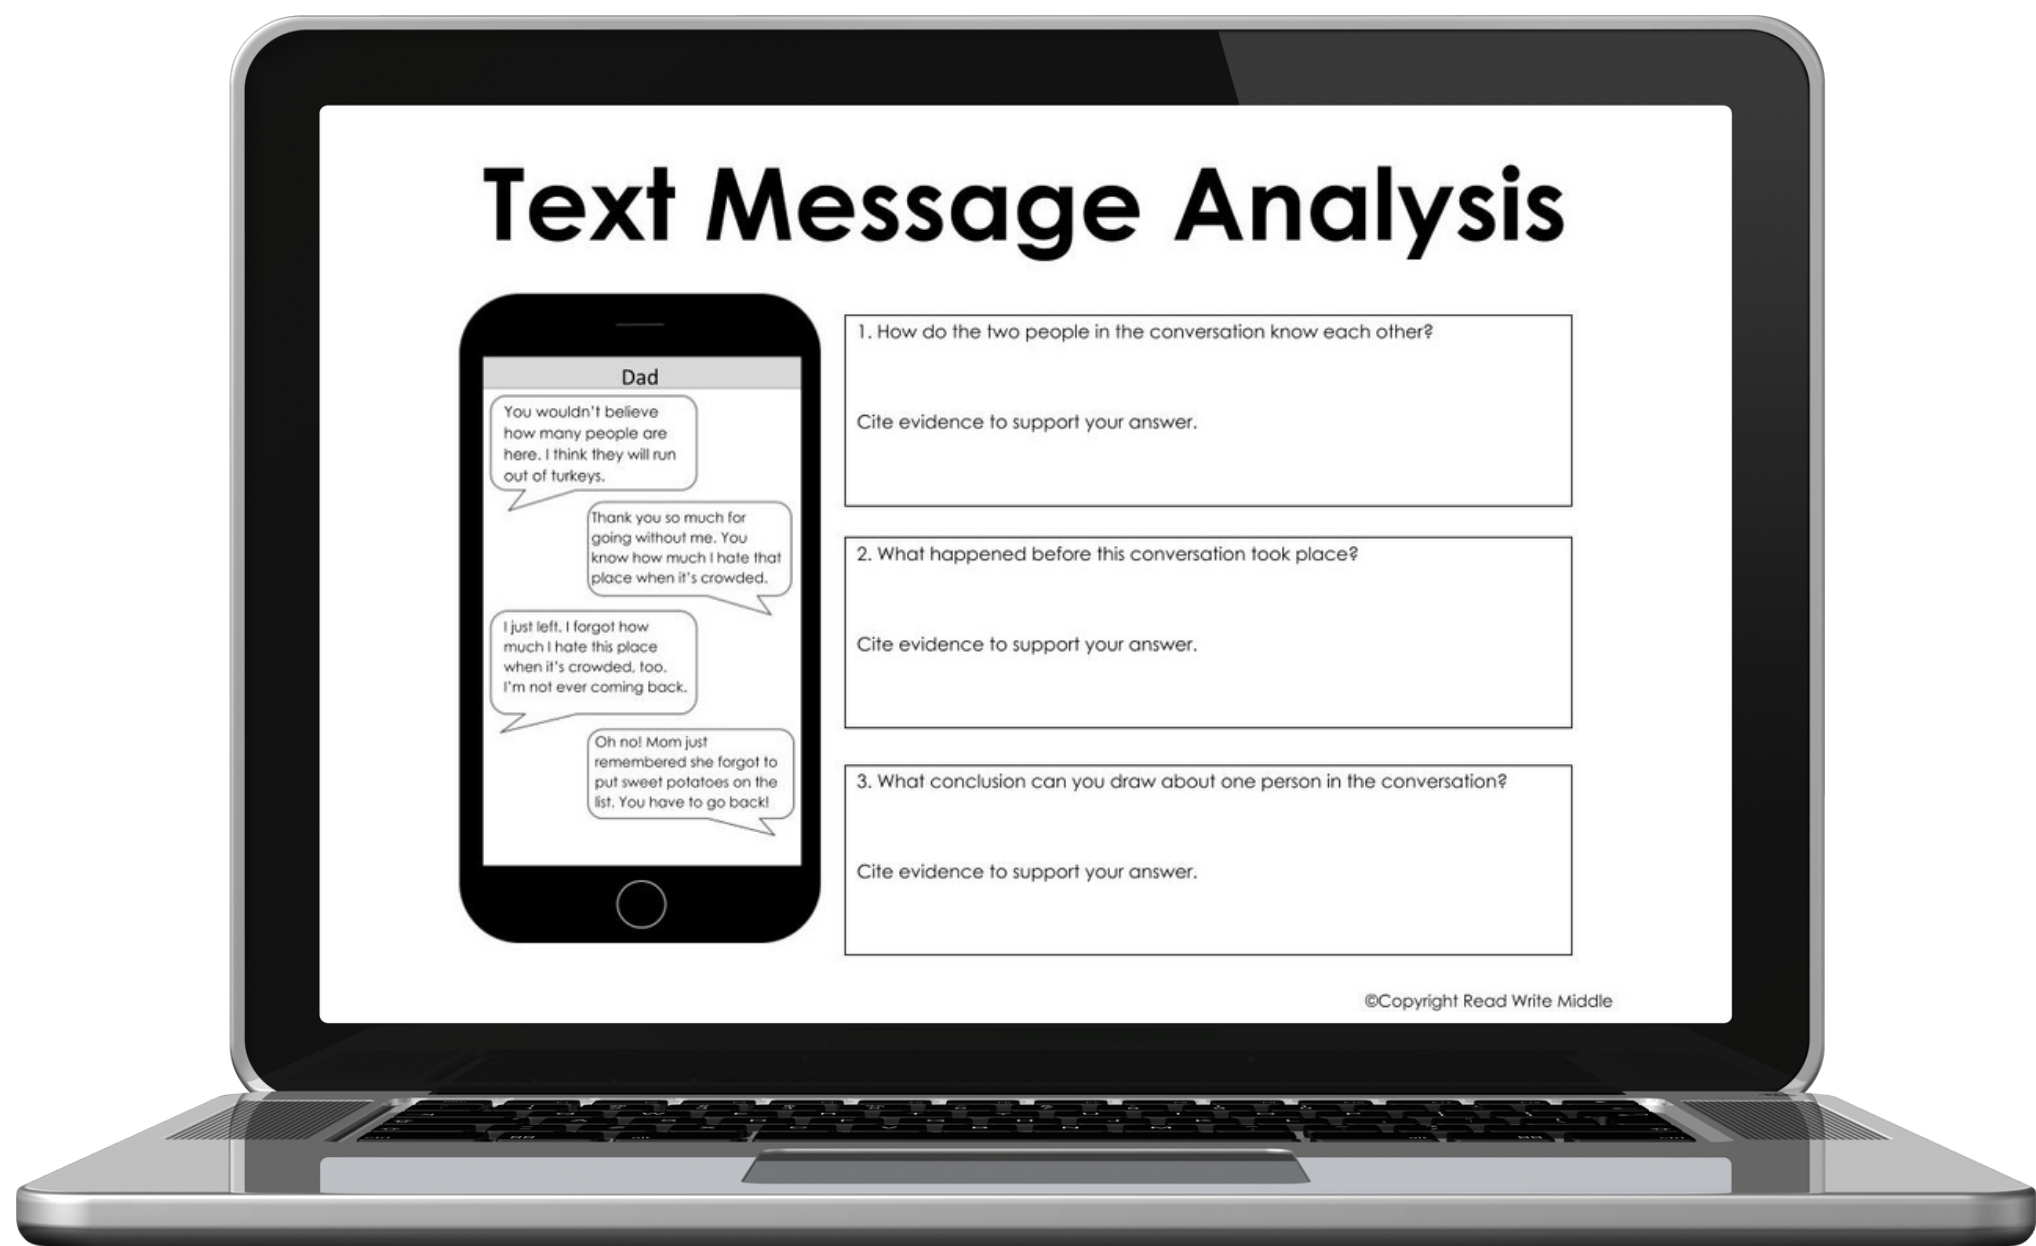 Text Message Analysis
Dad
You wouldn't believe
how many people are
here. I think they will run
out of turkeys.
Thank you so much for
going without me. You
know how much I hate that
place when it's crowded.
I just left. I forgot how
much I hate this place
when it's crowded, too.
I'm not ever coming back.
Oh no! Mom just
remembered she forgot to
put sweet potatoes on the
list. You have to go back!
1. How do the two people in the conversation know each other?
Cite evidence to support your answer.
2. What happened before this conversation took place?
Cite evidence to support your answer.
3. What conclusion can you draw about one person in the conversation?
Cite evidence to support your answer.
©Copyright Read Write Middle